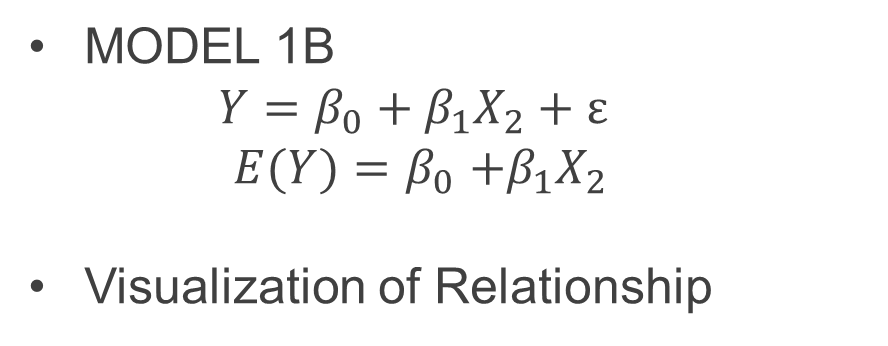 • MODEL 1B
Y = β₀ + β₁X₂ + ε
E(Y) = β₀ +β₁X₂
• Visualization of Relationship